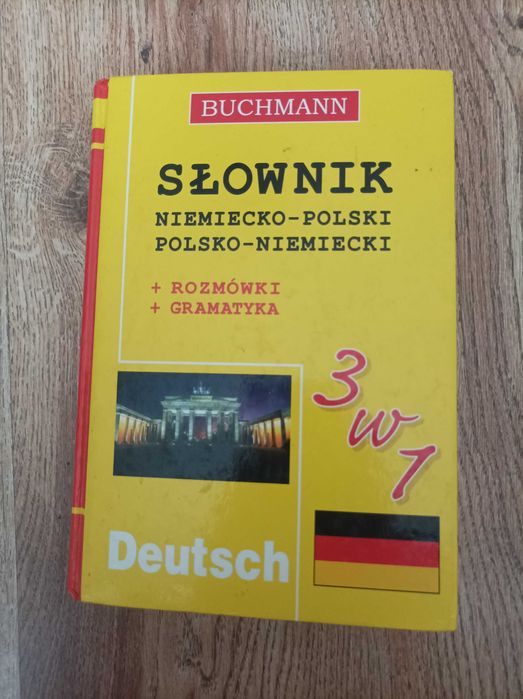 BUCHMANN
SŁOWNIK
NIEMIECKO-POLSKI
POLSKO-NIEMIECKI
+ ROZMÓWKI
+ GRAMATYKA
3 w 1
Deutsch